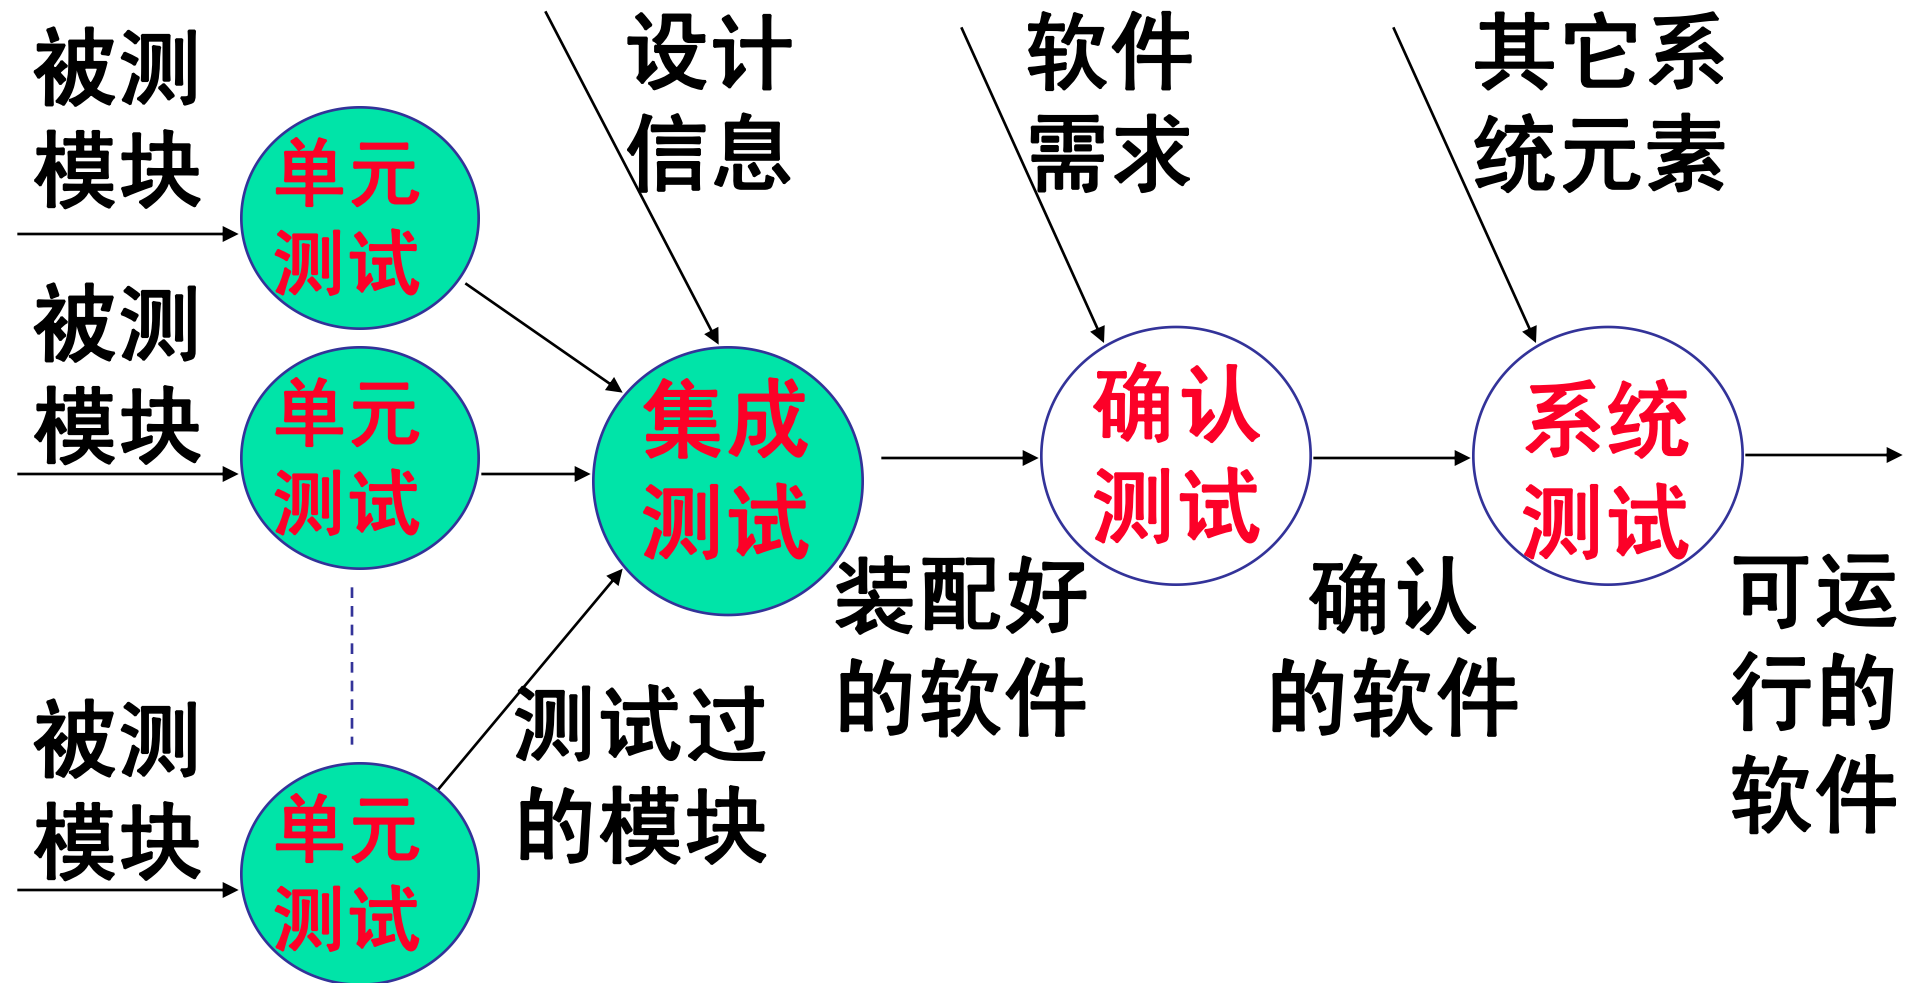 被测
模块
单元
测试
被测
模块
单元
测试
被测
模块
单元
测试
设计
信息
集成
测试
测试过
的模块
软件
需求
装配好
的软件
确认
测试
其它系
统元素
确认
的软件
系统
测试
可运
行的
软件